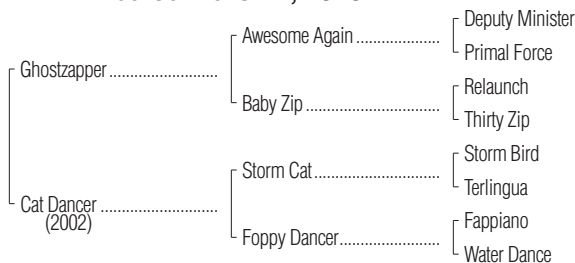 Deputy Minister
Awesome Again ......................
Primal Force
Ghostzapper .............................
Relaunch
Baby Zip ....................................
Thirty Zip
Storm Bird
Storm Cat ..................................
Terlingua
Cat Dancer ...............................
(2002)
Fappiano
Foppy Dancer ...........................
Water Dance